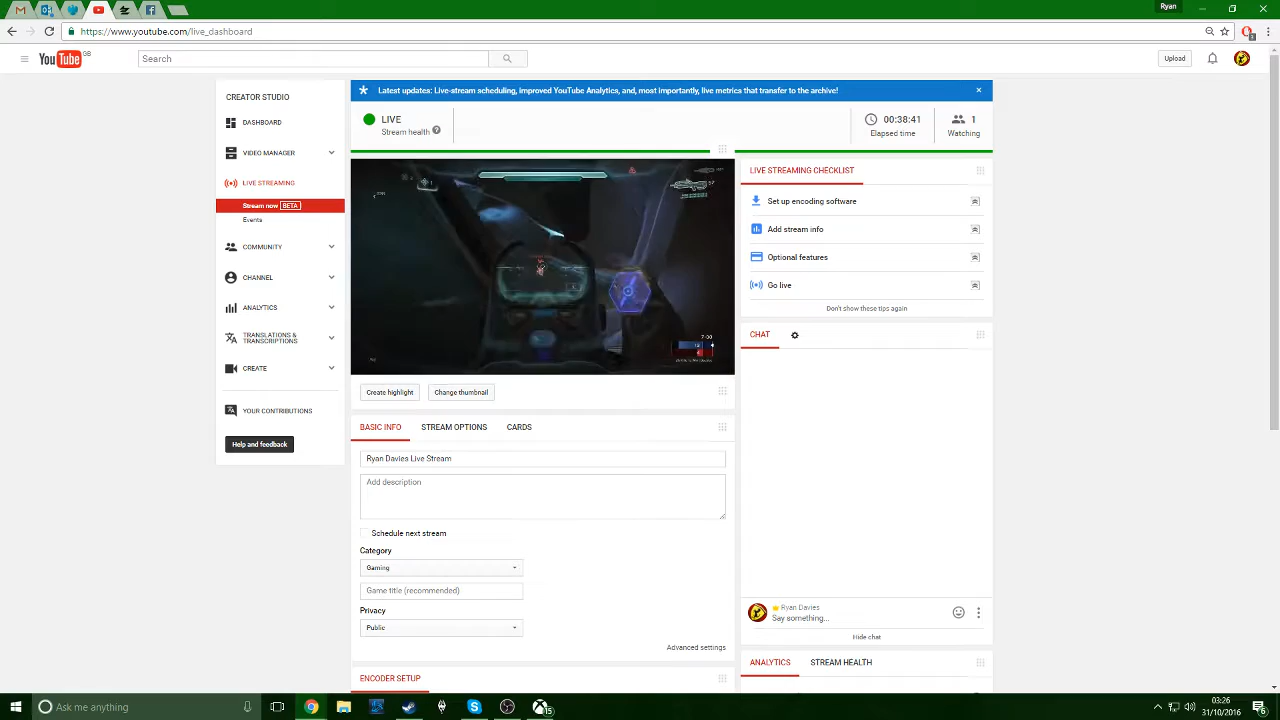 Ryan
https://www.youtube.com/live_dashboard
YouTube GB
Search
Upload
CREATOR STUDIO
DASHBOARD
VIDEO MANAGER
LIVE STREAMING
Stream now BETA
Events
COMMUNITY
CHANNEL
ANALYTICS
TRANSLATIONS &
TRANSCRIPTIONS
CREATE
YOUR CONTRIBUTIONS
Help and feedback
Latest updates: Live-stream scheduling, improved YouTube Analytics, and, most importantly, live metrics that transfer to the archive!
LIVE
Stream health ?
00:38:41
Elapsed time
1
Watching
Create highlight
Change thumbnail
BASIC INFO
STREAM OPTIONS
CARDS
Ryan Davies Live Stream
Add description
Schedule next stream
Category
Gaming
Game title (recommended)
Privacy
Public
Advanced settings
ENCODER SETUP
LIVE STREAMING CHECKLIST
Set up encoding software
Add stream info
Optional features
Go live
Don't show these tips again
CHAT
Ryan Davies
Say something...
Hide chat
ANALYTICS
STREAM HEALTH
Ask me anything
03:26
31/10/2016